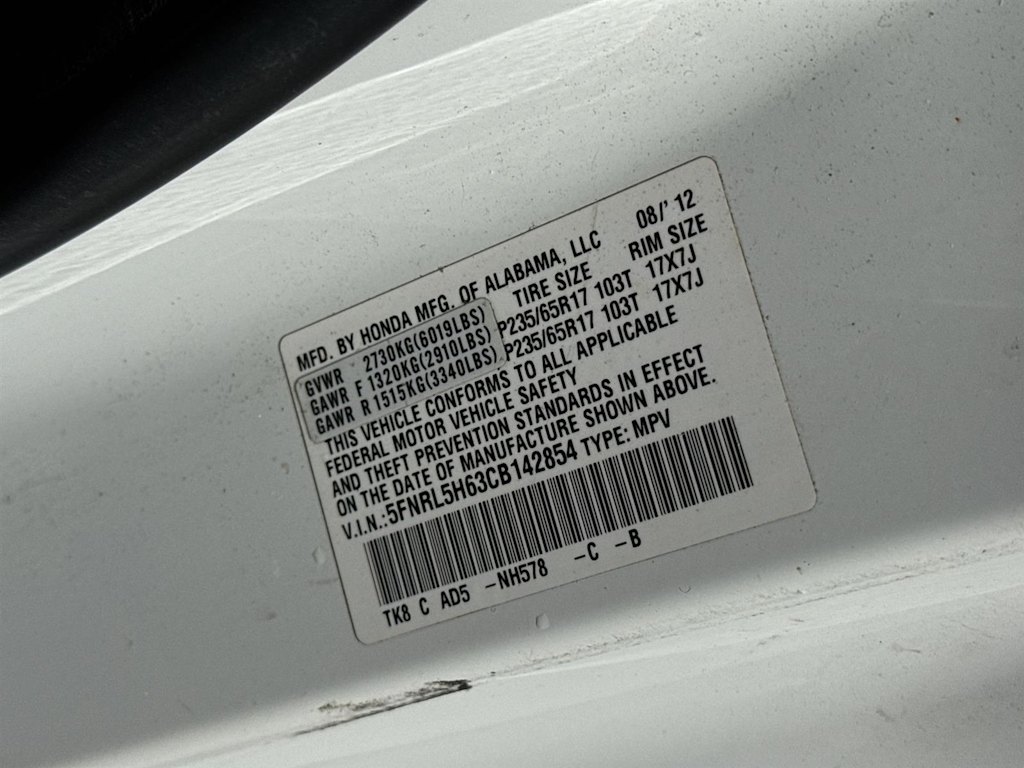 MFD. BY HONDA MFG. OF ALABAMA, LLC 08/' 12
TIRE SIZE RIM SIZE
GVWR 2730KG(6019LBS)
GAWR F 1320KG(2910LBS) P235/65R17 103T 17X7J
GAWR R 1515KG(3340LBS) P235/65R17 103T 17X7J
THIS VEHICLE CONFORMS TO ALL APPLICABLE
FEDERAL MOTOR VEHICLE SAFETY
AND THEFT PREVENTION STANDARDS IN EFFECT
ON THE DATE OF MANUFACTURE SHOWN ABOVE.
V.I.N.:5FNRL5H63CB142854 TYPE: MPV
TK8 C AD5 –NH578 –C –B